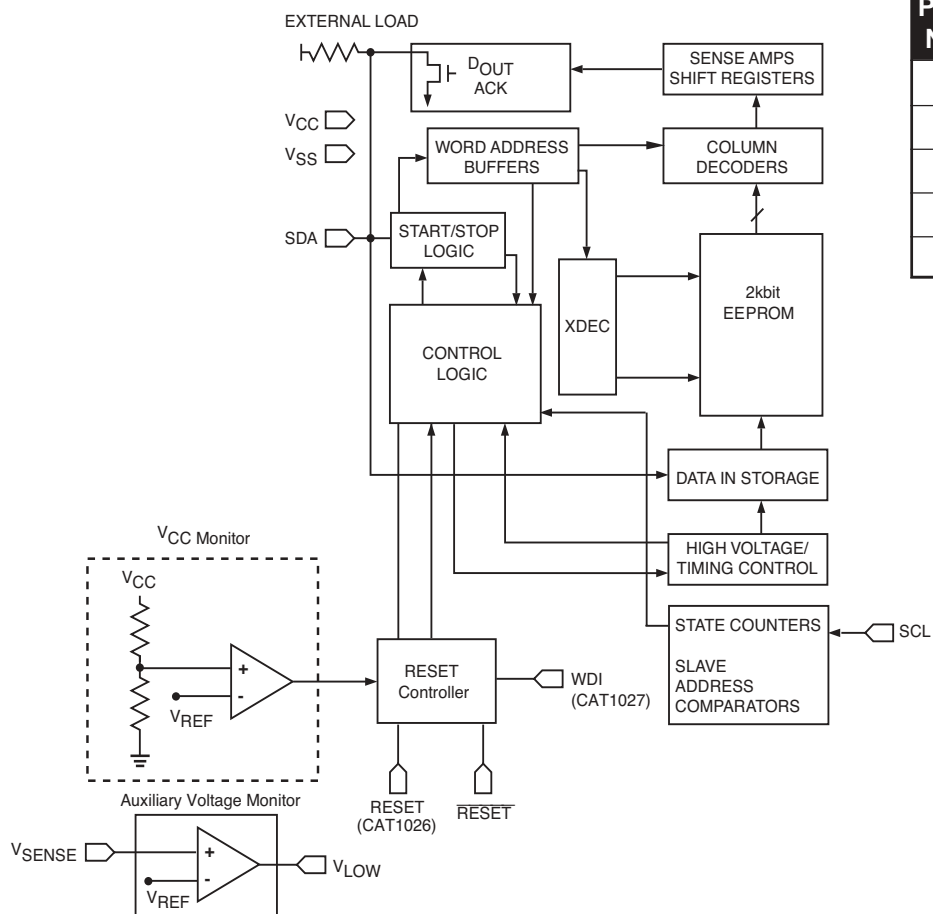 EXTERNAL LOAD
DOUT
ACK
SENSE AMPS
SHIFT REGISTERS
VCC
VSS
WORD ADDRESS
BUFFERS
COLUMN
DECODERS
SDA
START/STOP
LOGIC
2kbit
EEPROM
XDEC
CONTROL
LOGIC
DATA IN STORAGE
VCC Monitor
HIGH VOLTAGE/
TIMING CONTROL
VCC
STATE COUNTERS
SCL
SLAVE
ADDRESS
COMPARATORS
+
-
VREF
RESET
Controller
WDI
(CAT1027)
RESET
(CAT1026)
RESET
Auxiliary Voltage Monitor
VSENSE
+
-
VREF
VLOW
P